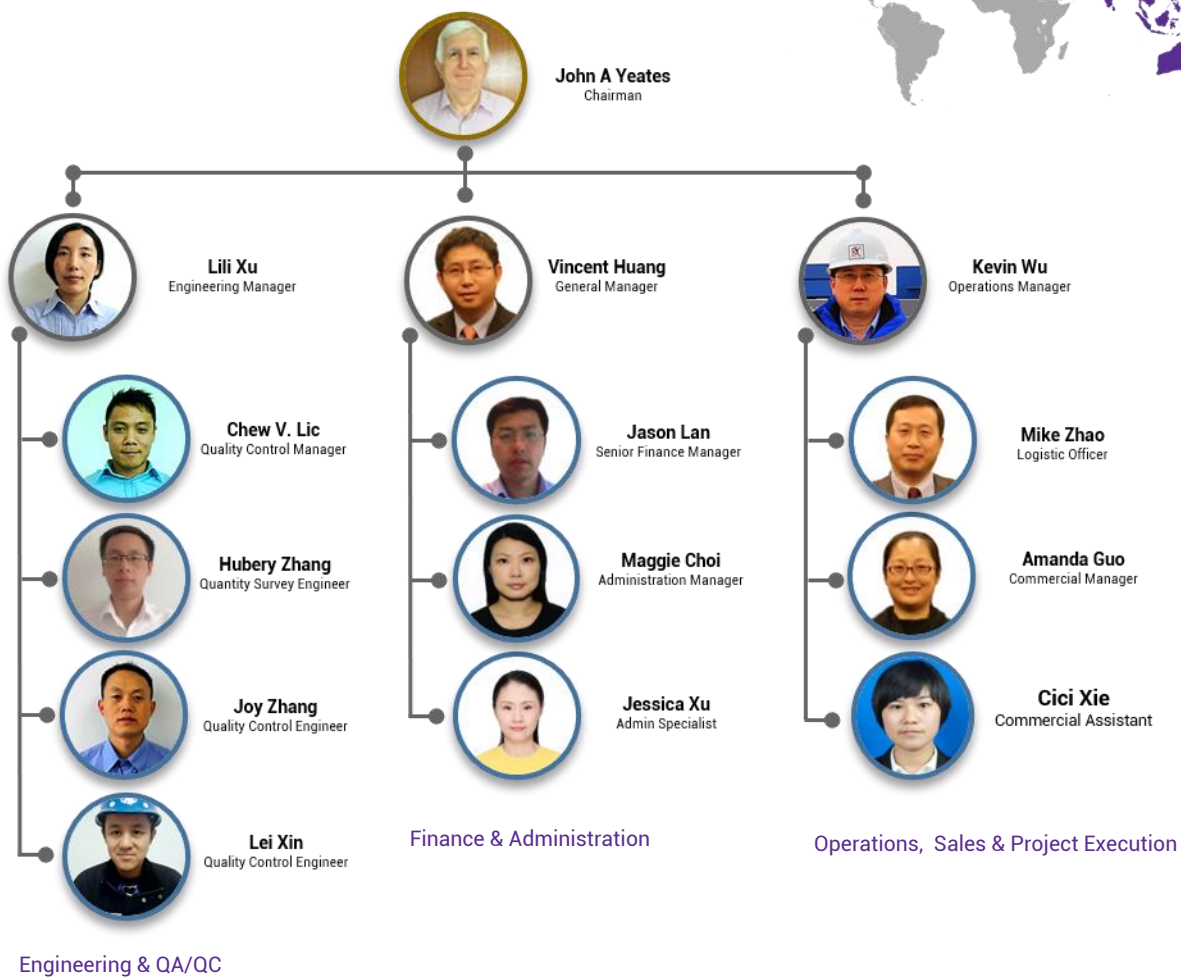 John A Yeates
Chairman
Lili Xu
Engineering Manager
Vincent Huang
General Manager
Kevin Wu
Operations Manager
Chew V. Lic
Quality Control Manager
Jason Lan
Senior Finance Manager
Mike Zhao
Logistic Officer
Hubery Zhang
Quantity Survey Engineer
Maggie Choi
Administration Manager
Amanda Guo
Commercial Manager
Joy Zhang
Quality Control Engineer
Jessica Xu
Admin Specialist
Cici Xie
Commercial Assistant
Lei Xin
Quality Control Engineer
Finance & Administration
Operations, Sales & Project Execution
Engineering & QA/QC